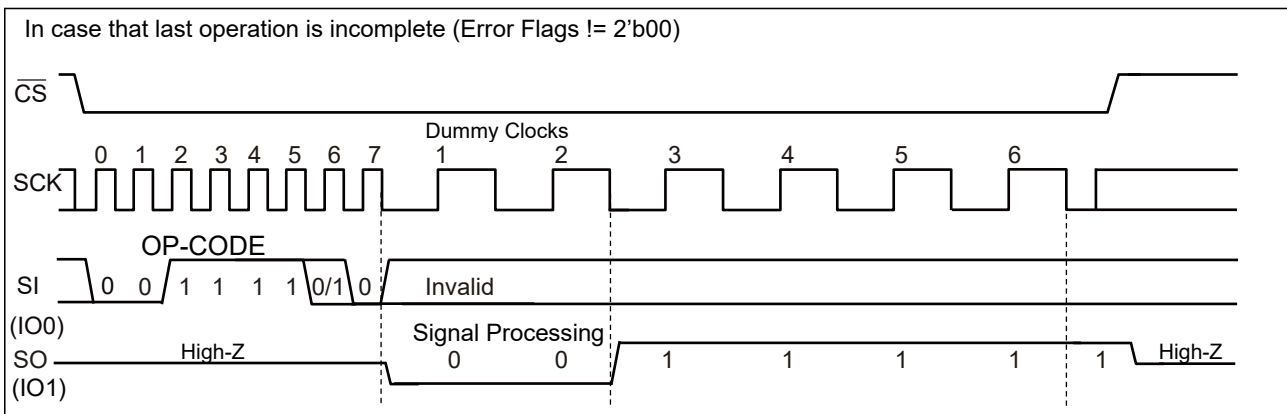 In case that last operation is incomplete (Error Flags != 2'b00)
CS
Dummy Clocks
0 1 2 3 4 5 6 7 1 2 3 4 5 6
SCK
OP-CODE
SI 0 0 1 1 1 1 0/1 0 Invalid
(IO0)
Signal Processing
SO High-Z 0 0 1 1 1 1 1 High-Z
(IO1)